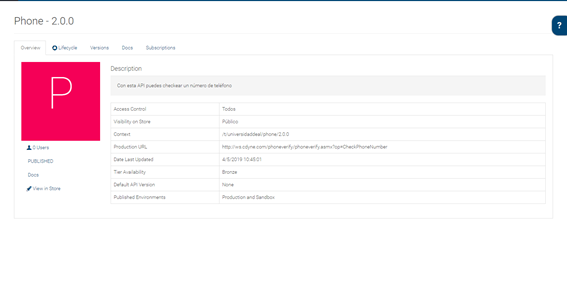 Phone - 2.0.0
?
Overview Lifecycle Versions Docs Subscriptions
P
0 Users
PUBLISHED
Docs
View in Store
Description
Con esta API puedes checkear un número de telefono
Access Control Todos
Visibility on Store Público
Context /t/universidaddeal/phone/2.0.0
Production URL http://ws.cdyne.com/phoneverify/phoneverify.asmx?op=CheckPhoneNumber
Date Last Updated 4/5/2019 10:45:01
Tier Availability Bronze
Default API Version None
Published Environments Production and Sandbox